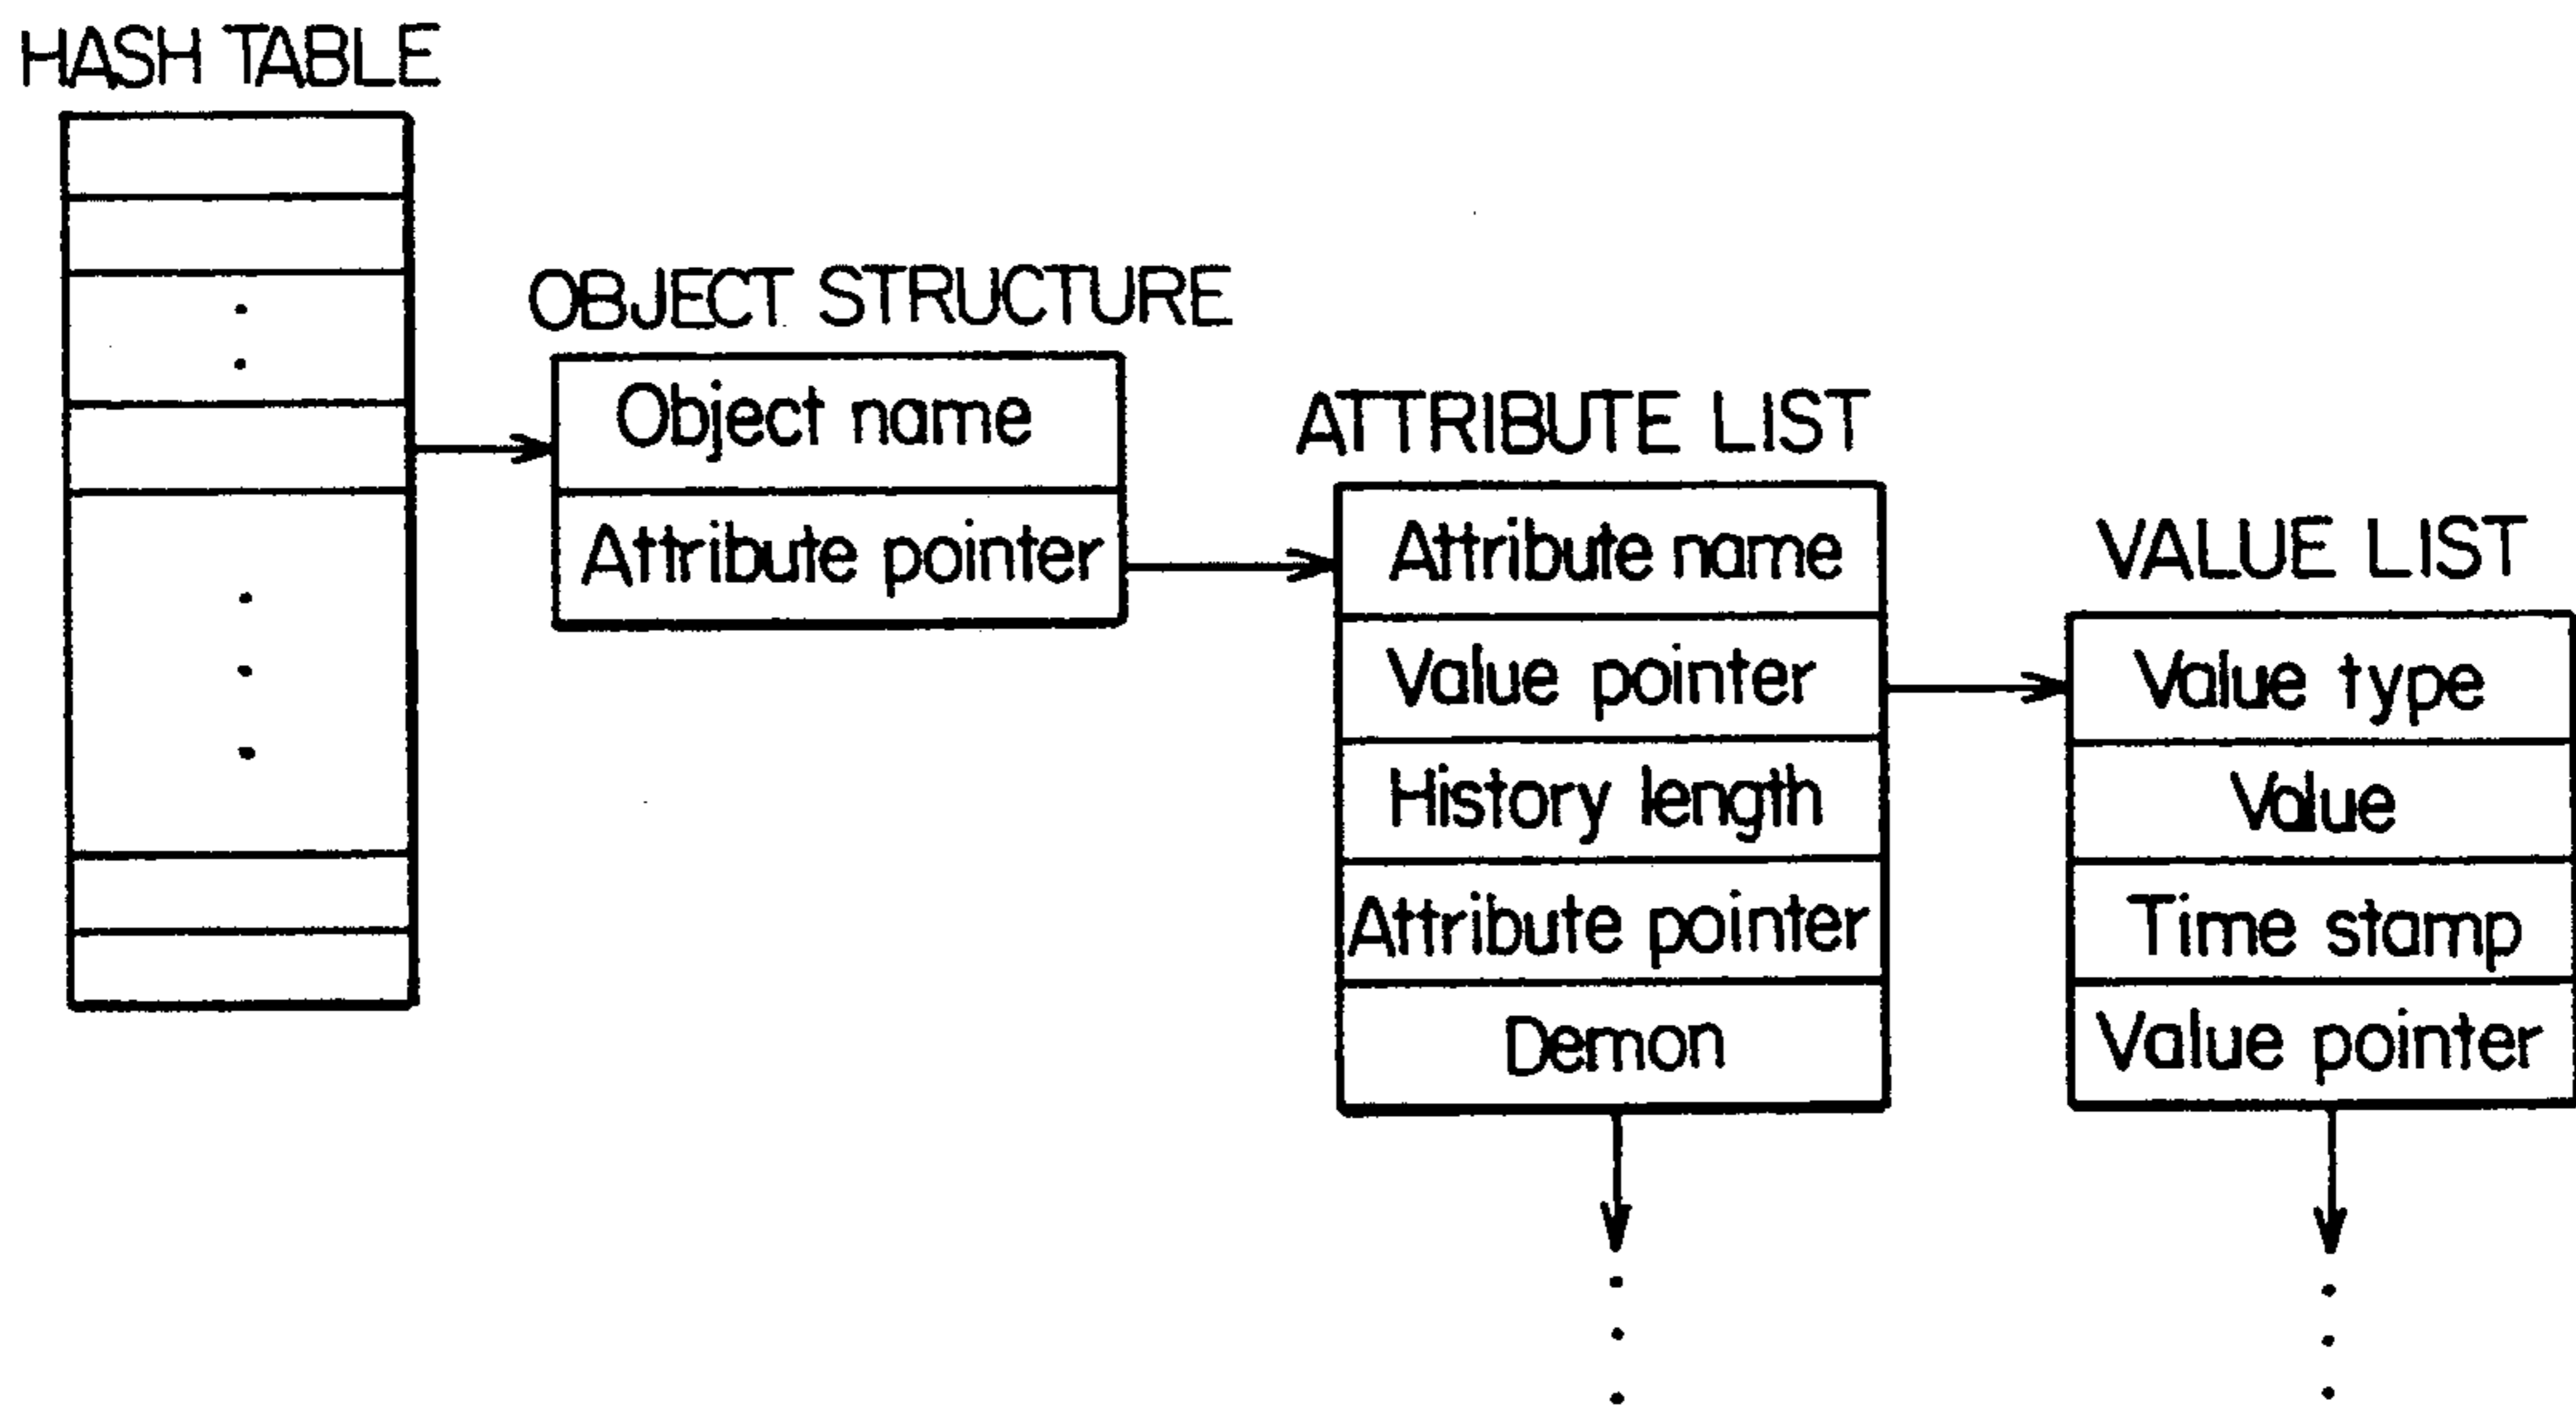 HASH TABLE
OBJECT STRUCTURE
Object name
Attribute pointer
ATTRIBUTE LIST
Attribute name
Value pointer
History length
Attribute pointer
Demon
VALUE LIST
Value type
Value
Time stamp
Value pointer